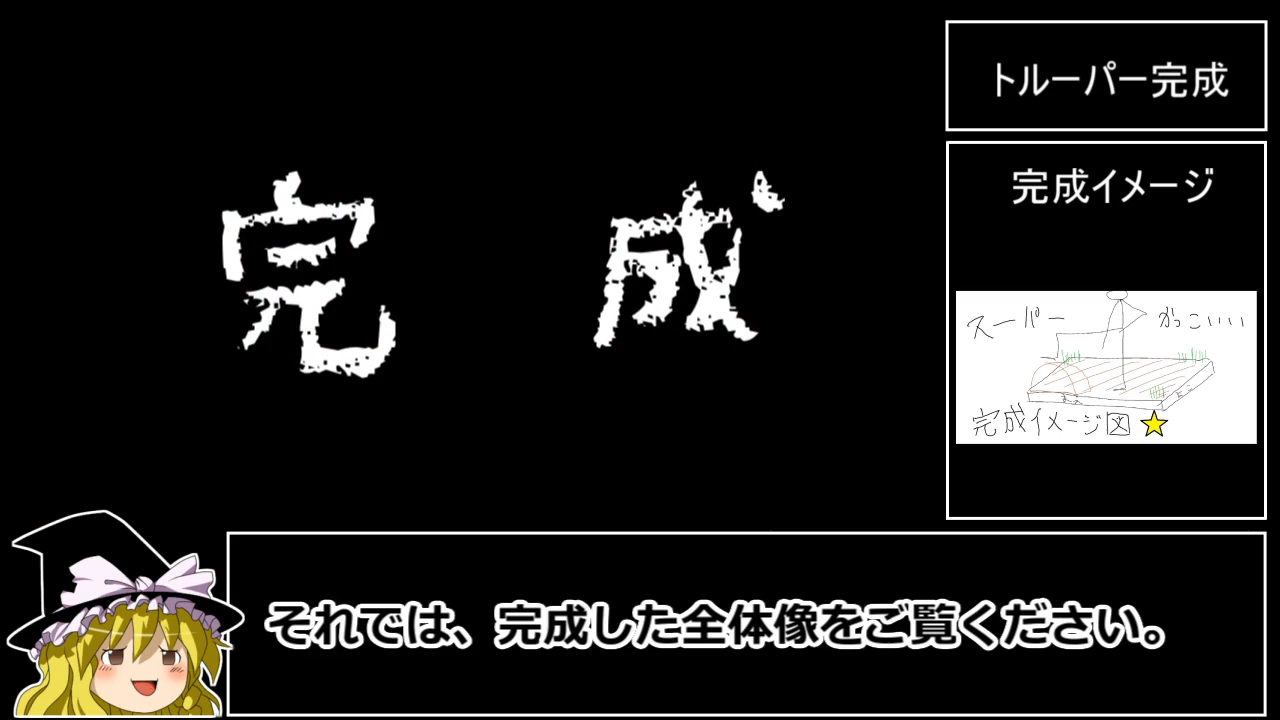 完成
トルーパー完成
完成イメージ
スーパー かっこいい
完成イメージ図
それでは、完成した全体像をご覧ください。